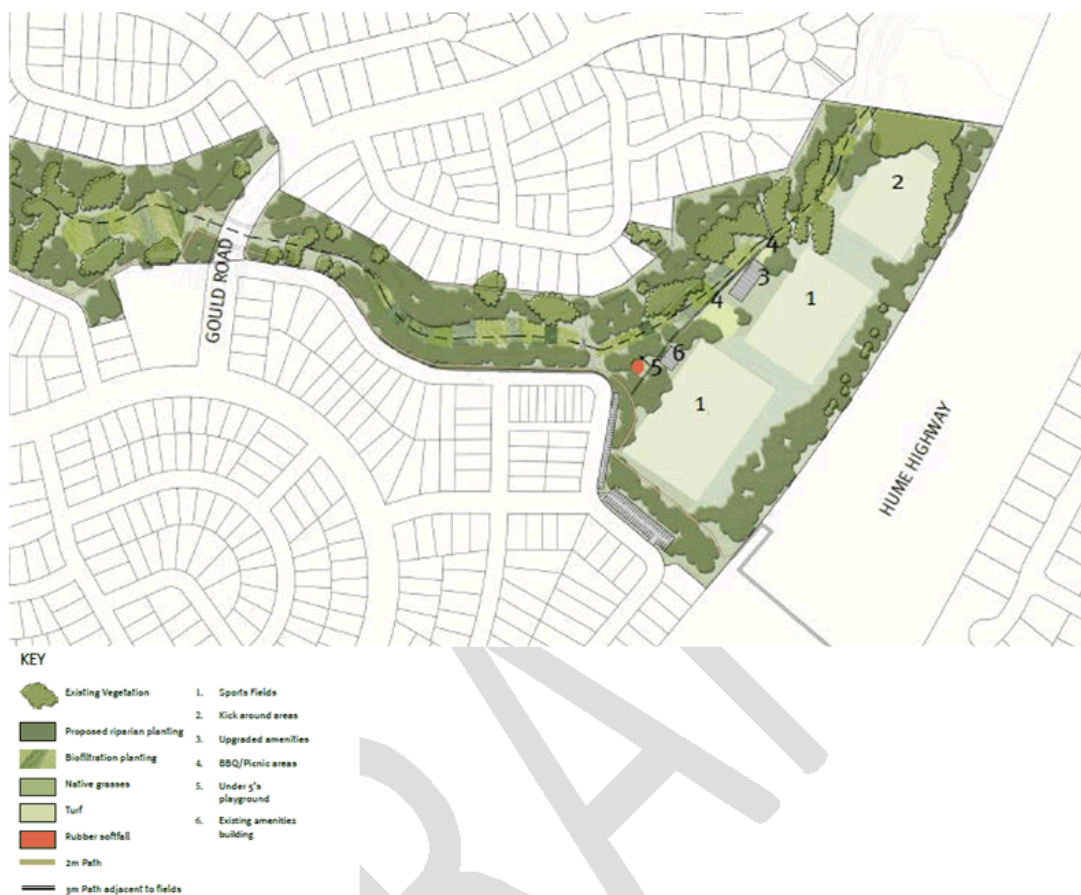 2
4
3
1
4
GOULD ROAD
6
5
1
HUME HIGHWAY
KEY
Existing Vegetation
Proposed riparian planting
Biofiltration planting
Native grasses
Turf
Rubber softfall
2m Path
3m Path adjacent to fields
1. Sports Fields
2. Kick around areas
3. Upgraded amenities
4. BBQ/Picnic areas
5. Under 5's
playground
6. Existing amenities
building